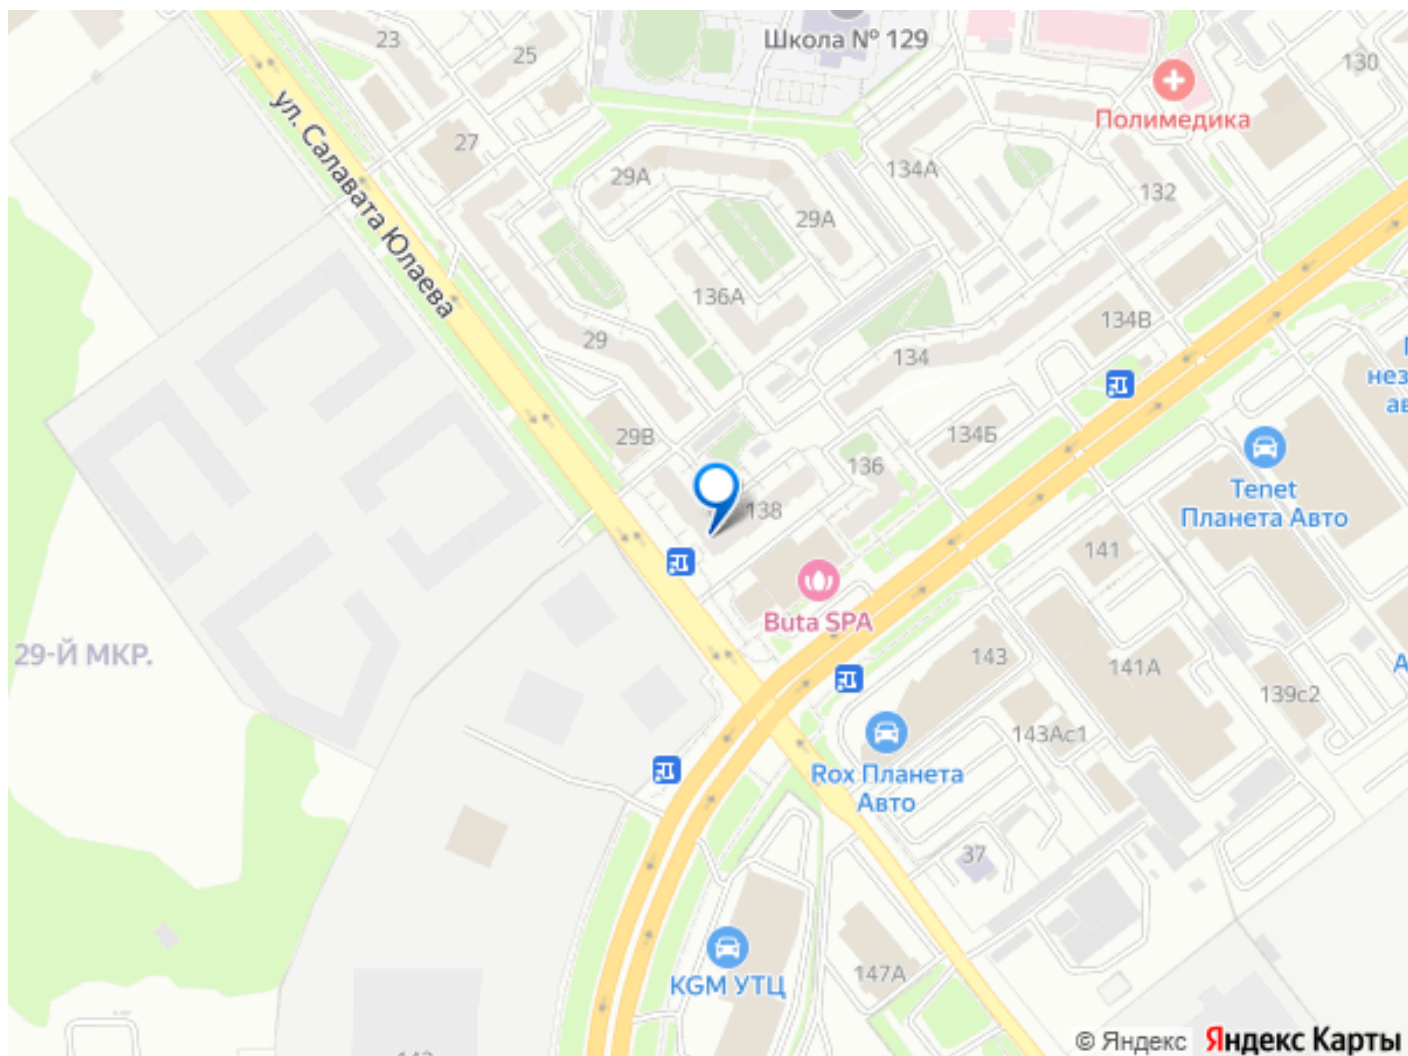 23
25
Школа № 129
130
Полимедика
ул. Салавата Юлаева
27
29А
134А
132
29А
136А
134В
29
134
нез
ав
29В
134Б
136
Tenet
Планета Авто
138
141
Buta SPA
29-Й МКР.
143
141А
А
139с2
143Ас1
Rox Планета
Авто
37
KGM УТЦ
147А
© Яндекс
Яндекс Карты